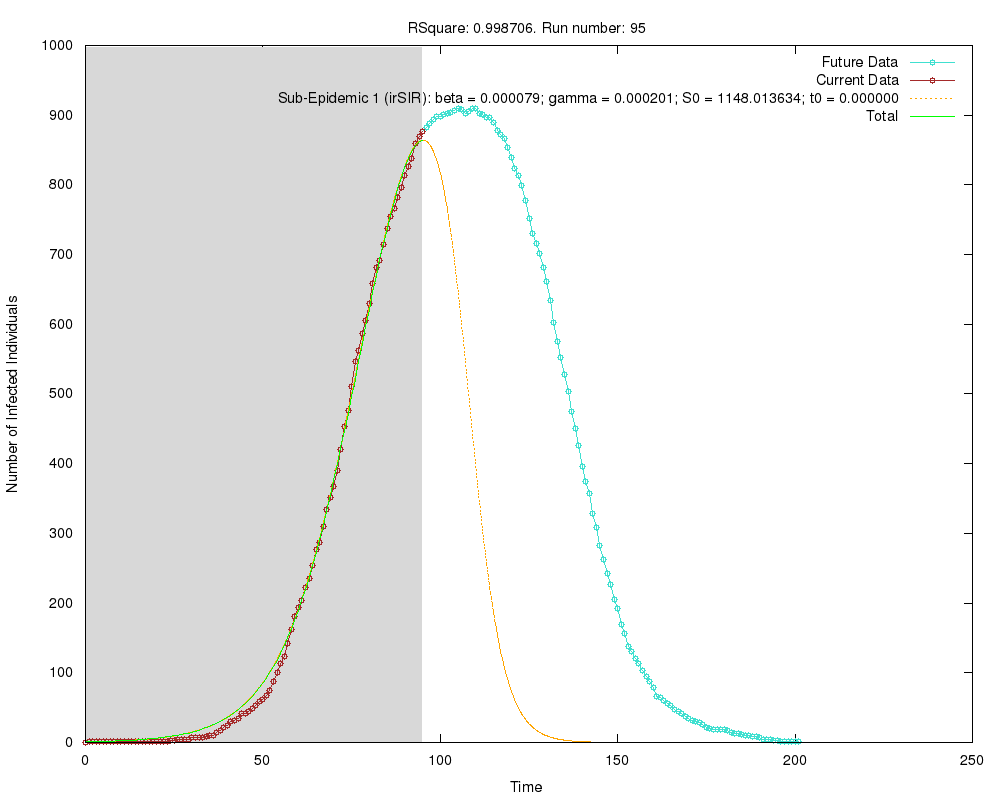 RSquare: 0.998706. Run number: 95
Future Data
Current Data
Sub-Epidemic 1 (irSIR): beta = 0.000079; gamma = 0.000201; S0 = 1148.013634; t0 = 0.000000
Total
1000
900
800
700
600
500
400
300
200
100
0
Number of Infected Individuals
0 50 100 150 200 250
Time